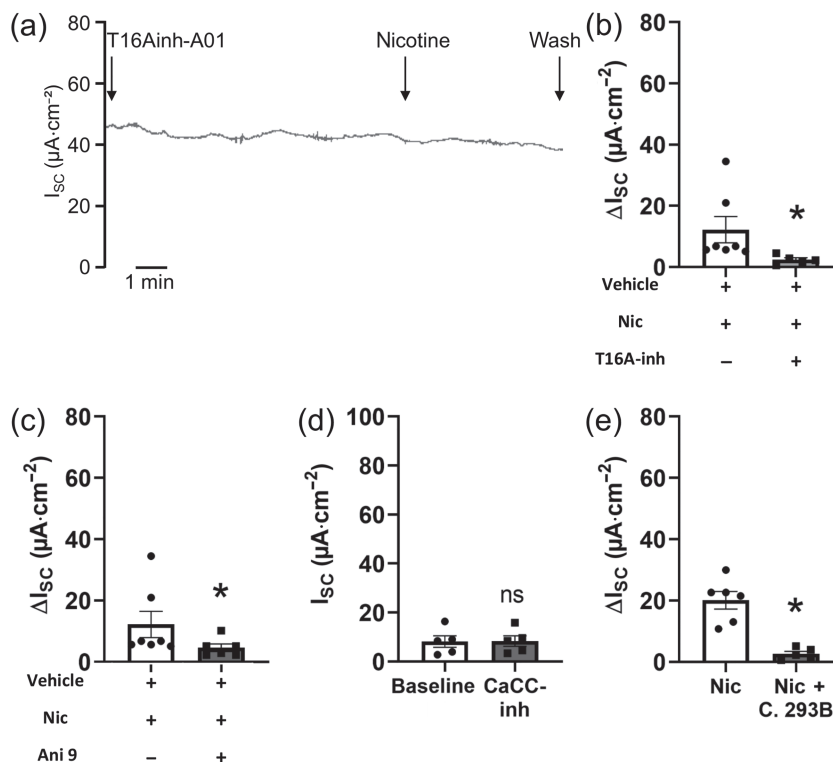 (a)
80
60
40
20
0
I_SC (µA·cm⁻²)
T16Ainh-A01
Nicotine
Wash
1 min
(b)
80
60
40
20
0
ΔI_SC (µA·cm⁻²)
*
Vehicle + +
Nic + +
T16A-inh – +
(c)
80
60
40
20
0
ΔI_SC (µA·cm⁻²)
*
Vehicle + +
Nic + +
Ani 9 – +
(d)
100
80
60
40
20
0
I_SC (µA·cm⁻²)
ns
Baseline CaCC-
inh
(e)
80
60
40
20
0
ΔI_SC (µA·cm⁻²)
*
Nic Nic +
C. 293B